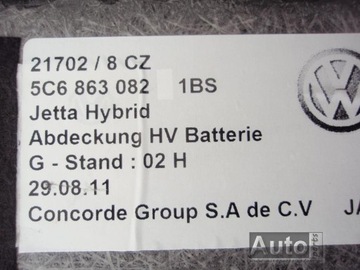 21702 / 8 CZ
5C6 863 082 1BS
Jetta Hybrid
Abdeckung HV Batterie
G - Stand : 02 H
29.08.11
Concorde Group S.A de C.V
Auto